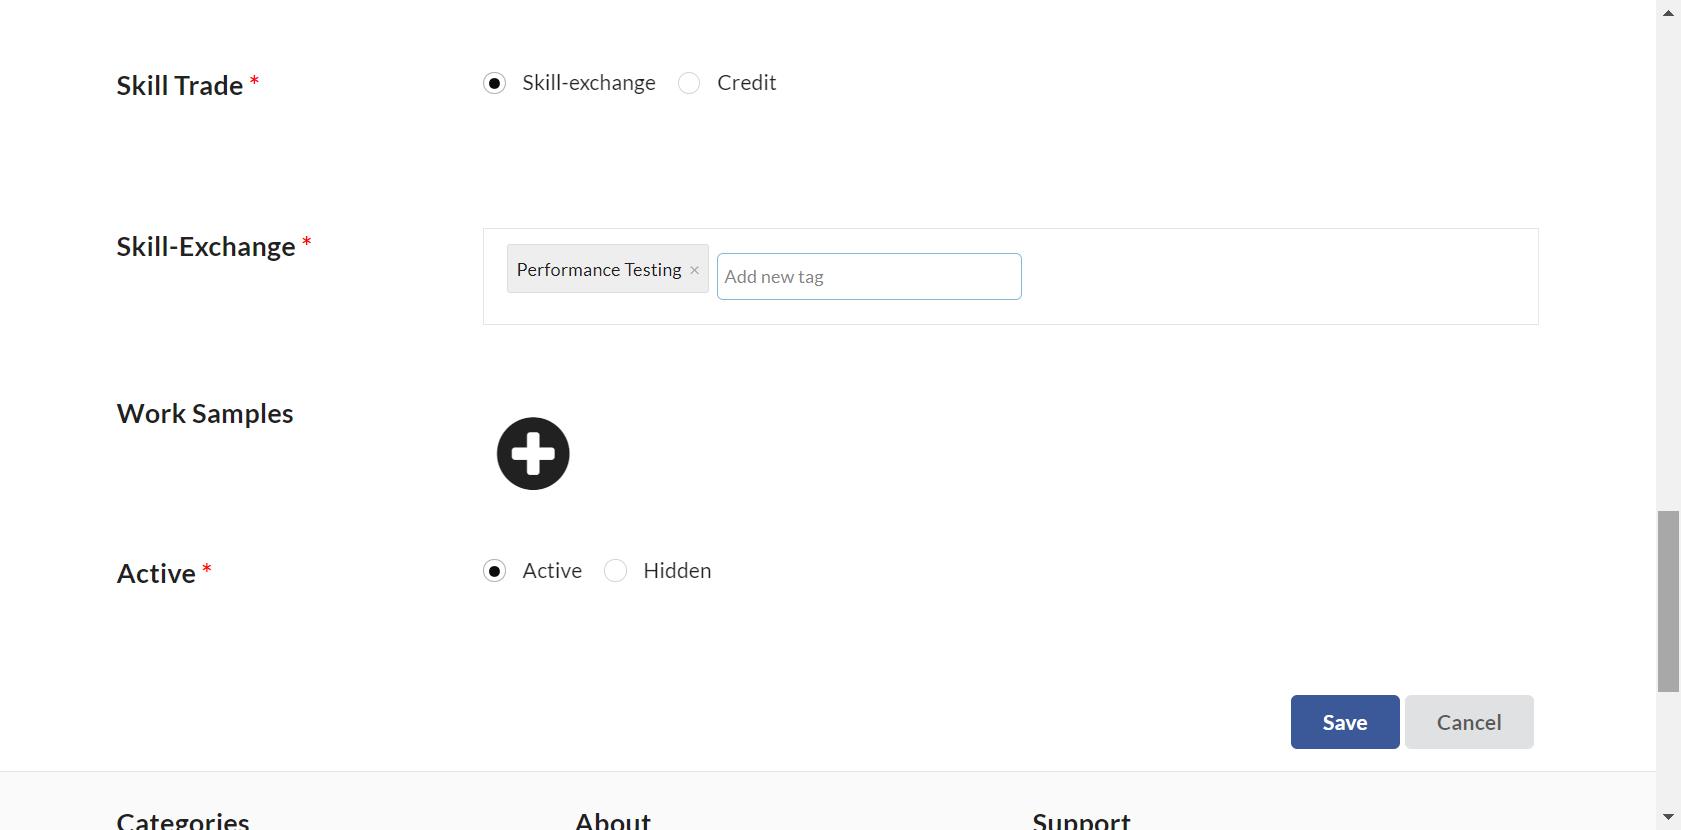 Skill Trade *
Skill-exchange Credit
Skill-Exchange *
Performance Testing × Add new tag
Work Samples
Active *
Active Hidden
Save Cancel
Categories About Support